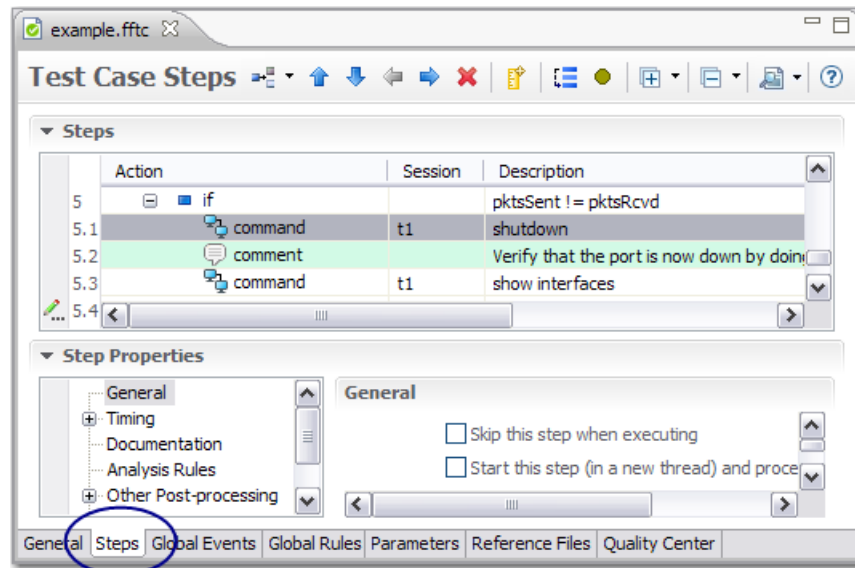 example.fftc
Test Case Steps
Steps
Action Session Description
5 if pktsSent != pktsRcvd
5.1 command t1 shutdown
5.2 comment Verify that the port is now down by doin
5.3 command t1 show interfaces
5.4
Step Properties
General
Timing
Documentation
Analysis Rules
Other Post-processing
General
Skip this step when executing
Start this step (in a new thread) and proce
General Steps Global Events Global Rules Parameters Reference Files Quality Center